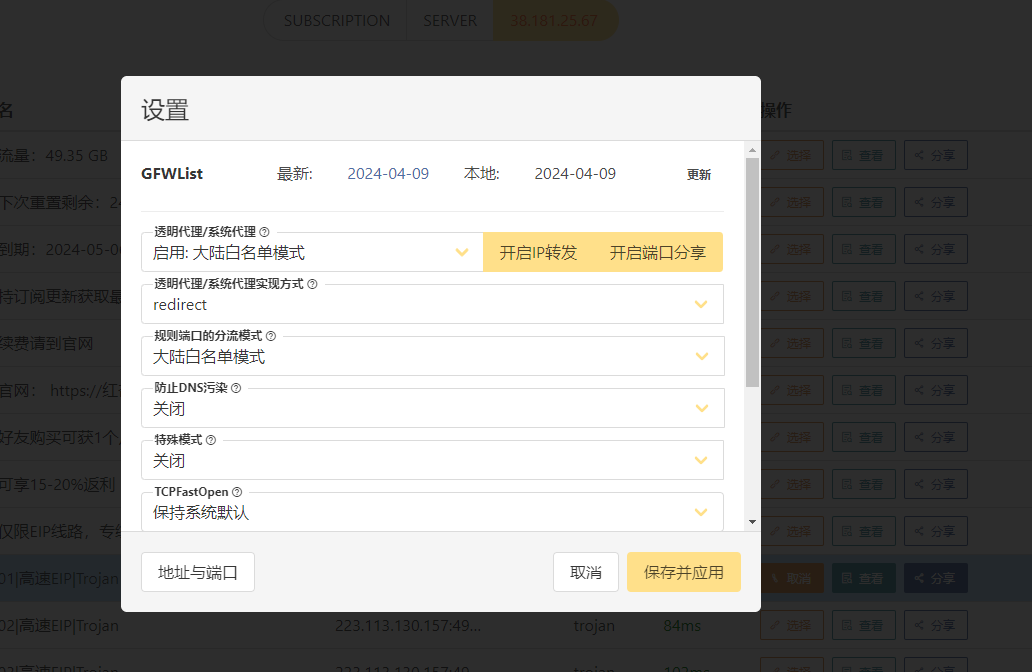 SUBSCRIPTION SERVER 38.181.25.67
设置
名 操作
GFWList 最新: 2024-04-09 本地: 2024-04-09 更新
流量：49.35 GB 选择 查看 分享
下次重置剩余：2 选择 查看 分享
透明代理/系统代理
启用: 大陆白名单模式 开启IP转发 开启端口分享
到期：2024-05-0 选择 查看 分享
透明代理/系统代理实现方式
redirect
持订阅更新获取最 选择 查看 分享
规则端口的分流模式
大陆白名单模式
续费请到官网 选择 查看 分享
防止DNS污染
关闭
官网： https://红 选择 查看 分享
特殊模式
关闭
好友购买可获1个 选择 查看 分享
可享15-20%返利 选择 查看 分享
TCPFastOpen
保持系统默认
仅限EIP线路，专 选择 查看 分享
地址与端口 取消 保存并应用
01|高速EIP|Trojan 取消 查看 分享
02|高速EIP|Trojan 223.113.130.157:49... trojan 84ms 选择 查看 分享
03|高速EIP|Trojan 223.113.130.157:49... trojan 选择 查看 分享